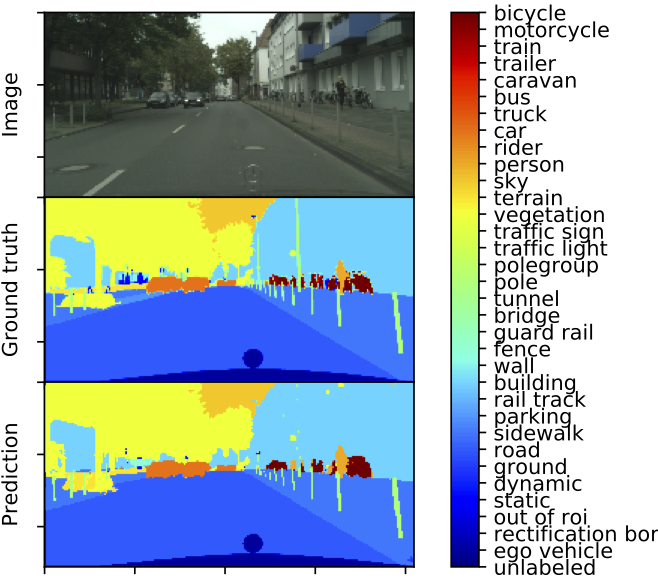 Image
Ground truth
Prediction
bicycle
motorcycle
train
trailer
caravan
bus
truck
car
rider
person
sky
terrain
vegetation
traffic sign
traffic light
polegroup
pole
tunnel
bridge
guard rail
fence
wall
building
rail track
parking
sidewalk
road
ground
dynamic
static
out of roi
rectification bor
ego vehicle
unlabeled